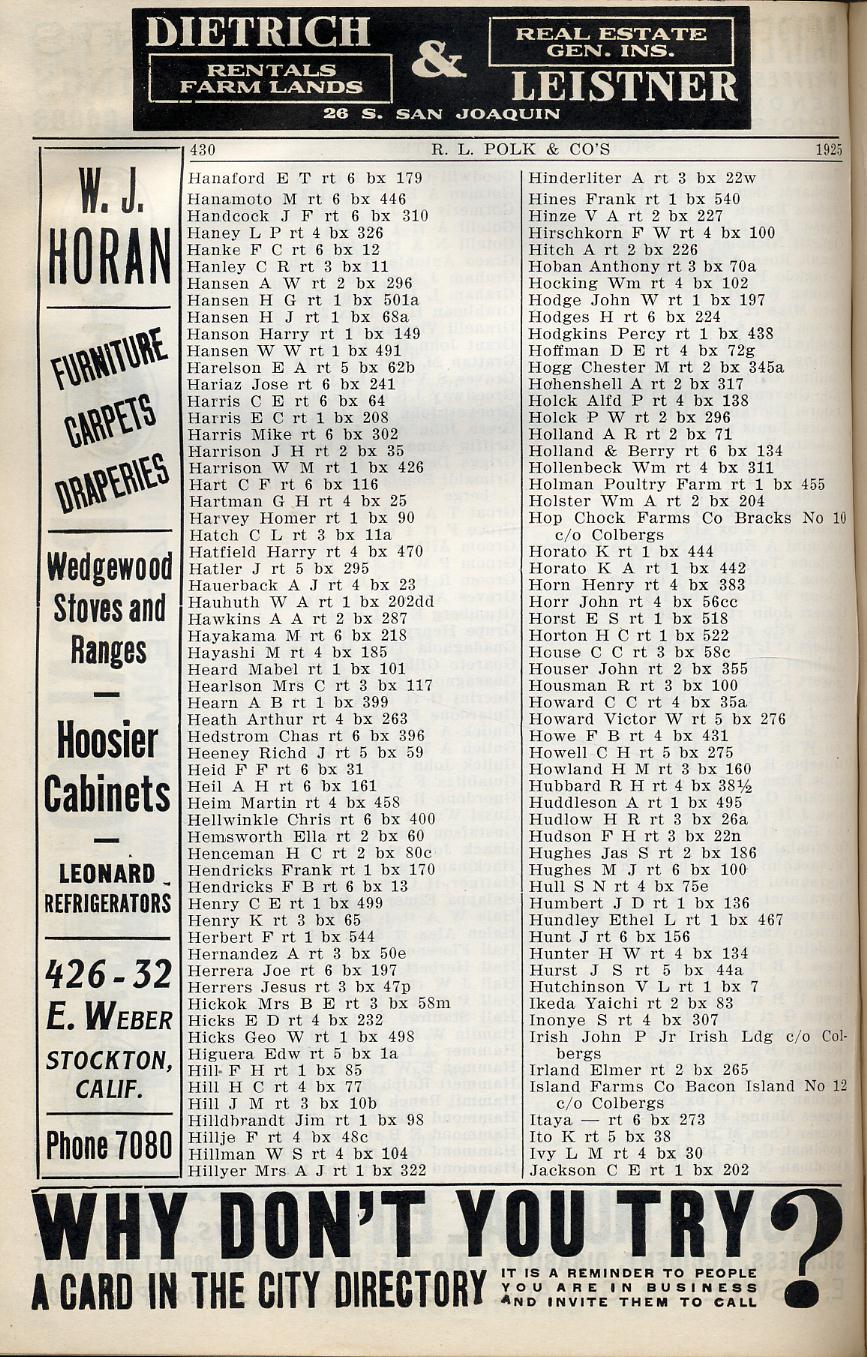 DIETRICH
RENTALS
FARM LANDS
&
REAL ESTATE
GEN. INS.
LEISTNER
26 S. SAN JOAQUIN
430 R. L. POLK & CO'S 1925
W. J.
HORAN
FURNITURE
CARPETS
DRAPERIES
Wedgewood
Stoves and
Ranges
Hoosier
Cabinets
LEONARD
REFRIGERATORS
426-32
E. WEBER
STOCKTON,
CALIF.
Phone 7080
Hanaford E T rt 6 bx 179
Hanamoto M rt 6 bx 446
Handcock J F rt 6 bx 310
Haney L P rt 4 bx 326
Hanke F C rt 6 bx 12
Hanley C R rt 3 bx 11
Hansen A W rt 2 bx 296
Hansen H G rt 1 bx 501a
Hansen H J rt 1 bx 68a
Hanson Harry rt 1 bx 149
Hansen W W rt 1 bx 491
Harelson E A rt 5 bx 62b
Hariaz Jose rt 6 bx 241
Harris C E rt 6 bx 64
Harris E C rt 1 bx 208
Harris Mike rt 6 bx 302
Harrison J H rt 2 bx 35
Harrison W M rt 1 bx 426
Hart C F rt 6 bx 116
Hartman G H rt 4 bx 25
Harvey Homer rt 1 bx 90
Hatch C L rt 3 bx 11a
Hatfield Harry rt 4 bx 470
Hatler J rt 5 bx 295
Hauerback A J rt 4 bx 23
Hauhuth W A rt 1 bx 202dd
Hawkins A A rt 2 bx 287
Hayakama M rt 6 bx 218
Hayashi M rt 4 bx 185
Heard Mabel rt 1 bx 101
Hearlson Mrs C rt 3 bx 117
Hearn A B rt 1 bx 399
Heath Arthur rt 4 bx 263
Hedstrom Chas rt 6 bx 396
Heeney Richd J rt 5 bx 59
Heid F F rt 6 bx 31
Heil A H rt 6 bx 161
Heim Martin rt 4 bx 458
Hellwinkle Chris rt 6 bx 400
Hemsworth Ella rt 2 bx 60
Henceman H C rt 2 bx 80c
Hendricks Frank rt 1 bx 170
Hendricks F B rt 6 bx 13
Henry C E rt 1 bx 499
Henry K rt 3 bx 65
Herbert F rt 1 bx 544
Hernandez A rt 3 bx 50e
Herrera Joe rt 6 bx 197
Herrers Jesus rt 3 bx 47p
Hickok Mrs B E rt 3 bx 58m
Hicks E D rt 4 bx 232
Hicks Geo W rt 1 bx 498
Higuera Edw rt 5 bx 1a
Hill F H rt 1 bx 85
Hill H C rt 4 bx 77
Hill J M rt 3 bx 10b
Hilldbrandt Jim rt 1 bx 98
Hillje F rt 4 bx 48c
Hillman W S rt 4 bx 104
Hillyer Mrs A J rt 1 bx 322
Hinderliter A rt 3 bx 22w
Hines Frank rt 1 bx 540
Hinze V A rt 2 bx 227
Hirschkorn F W rt 4 bx 100
Hitch A rt 2 bx 226
Hoban Anthony rt 3 bx 70a
Hocking Wm rt 4 bx 102
Hodge John W rt 1 bx 197
Hodges H rt 6 bx 224
Hodgkins Percy rt 1 bx 438
Hoffman D E rt 4 bx 72g
Hogg Chester M rt 2 bx 345a
Hohenshell A rt 2 bx 317
Holck Alfd P rt 4 bx 138
Holck P W rt 2 bx 296
Holland A R rt 2 bx 71
Holland & Berry rt 6 bx 134
Hollenbeck Wm rt 4 bx 311
Holman Poultry Farm rt 1 bx 455
Holster Wm A rt 2 bx 204
Hop Chock Farms Co Bracks No 10
c/o Colbergs
Horato K rt 1 bx 444
Horato K A rt 1 bx 442
Horn Henry rt 4 bx 383
Horr John rt 4 bx 56cc
Horst E S rt 1 bx 518
Horton H C rt 1 bx 522
House C C rt 3 bx 58c
Houser John rt 2 bx 355
Housman R rt 3 bx 100
Howard C C rt 4 bx 35a
Howard Victor W rt 5 bx 276
Howe F B rt 4 bx 431
Howell C H rt 5 bx 275
Howland H M rt 3 bx 160
Hubbard R H rt 4 bx 38½
Huddleson A rt 1 bx 495
Hudlow H R rt 3 bx 26a
Hudson F H rt 3 bx 22n
Hughes Jas S rt 2 bx 186
Hughes M J rt 6 bx 100
Hull S N rt 4 bx 75e
Humbert J D rt 1 bx 136
Hundley Ethel L rt 1 bx 467
Hunt J rt 6 bx 156
Hunter H W rt 4 bx 134
Hurst J S rt 5 bx 44a
Hutchinson V L rt 1 bx 7
Ikeda Yaichi rt 2 bx 83
Inonye S rt 4 bx 307
Irish John P Jr Irish Ldg c/o Col-
bergs
Irland Elmer rt 2 bx 265
Island Farms Co Bacon Island No 12
c/o Colbergs
Itaya — rt 6 bx 273
Ito K rt 5 bx 38
Ivy L M rt 4 bx 30
Jackson C E rt 1 bx 202
WHY DON'T YOU TRY?
A CARD IN THE CITY DIRECTORY
IT IS A REMINDER TO PEOPLE
YOU ARE IN BUSINESS
AND INVITE THEM TO CALL